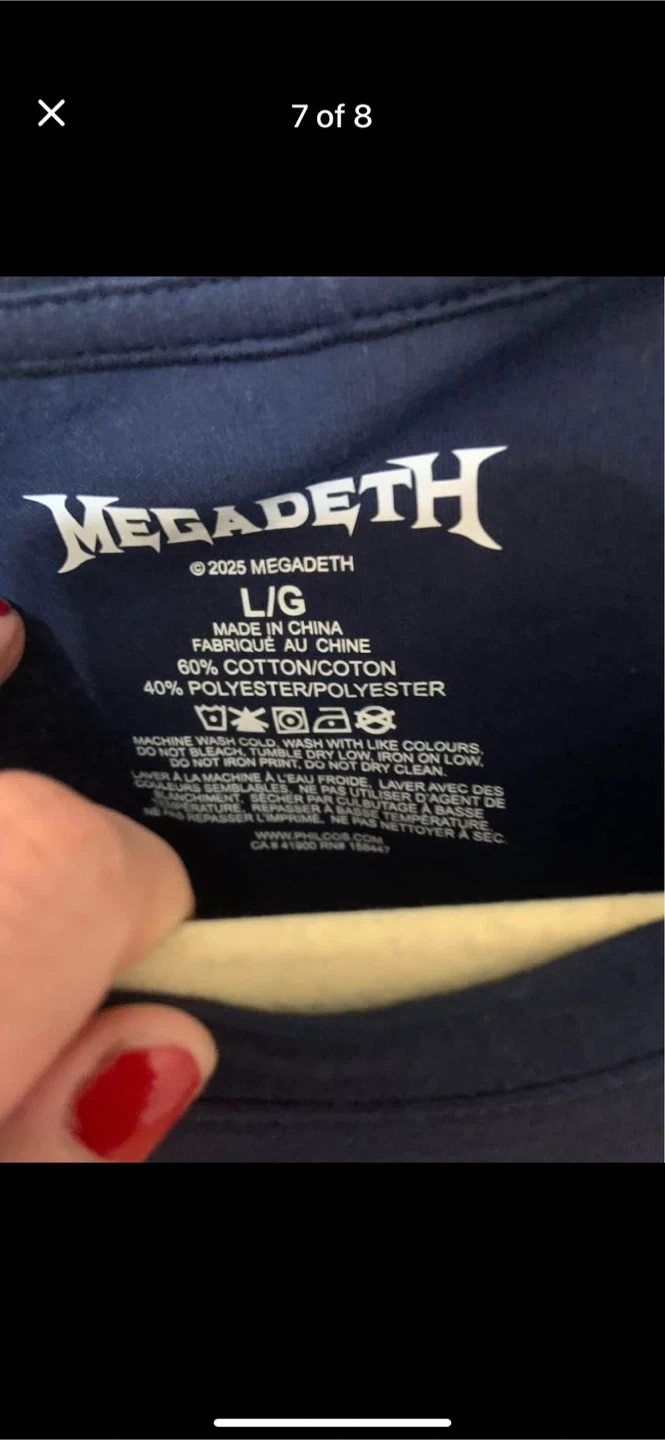 7 of 8
MEGADETH
© 2025 MEGADETH
L/G
MADE IN CHINA
FABRIQUÉ AU CHINE
60% COTTON/COTON
40% POLYESTER/POLYESTER
MACHINE WASH COLD, WASH WITH LIKE COLOURS,
DO NOT BLEACH, TUMBLE DRY LOW, IRON ON LOW,
DO NOT IRON PRINT, DO NOT DRY CLEAN.
LAVER À LA MACHINE À L'EAU FROIDE, LAVER AVEC DES
COULEURS SEMBLABLES, NE PAS UTILISER D'AGENT DE
BLANCHIMENT, SÉCHER PAR CULBUTAGE À BASSE
TEMPÉRATURE, REPASSER À BASSE TEMPÉRATURE,
NE PAS REPASSER L'IMPRIMÉ, NE PAS NETTOYER À SEC.
WWW.PHILCOS.COM
CA# 41900 RN#